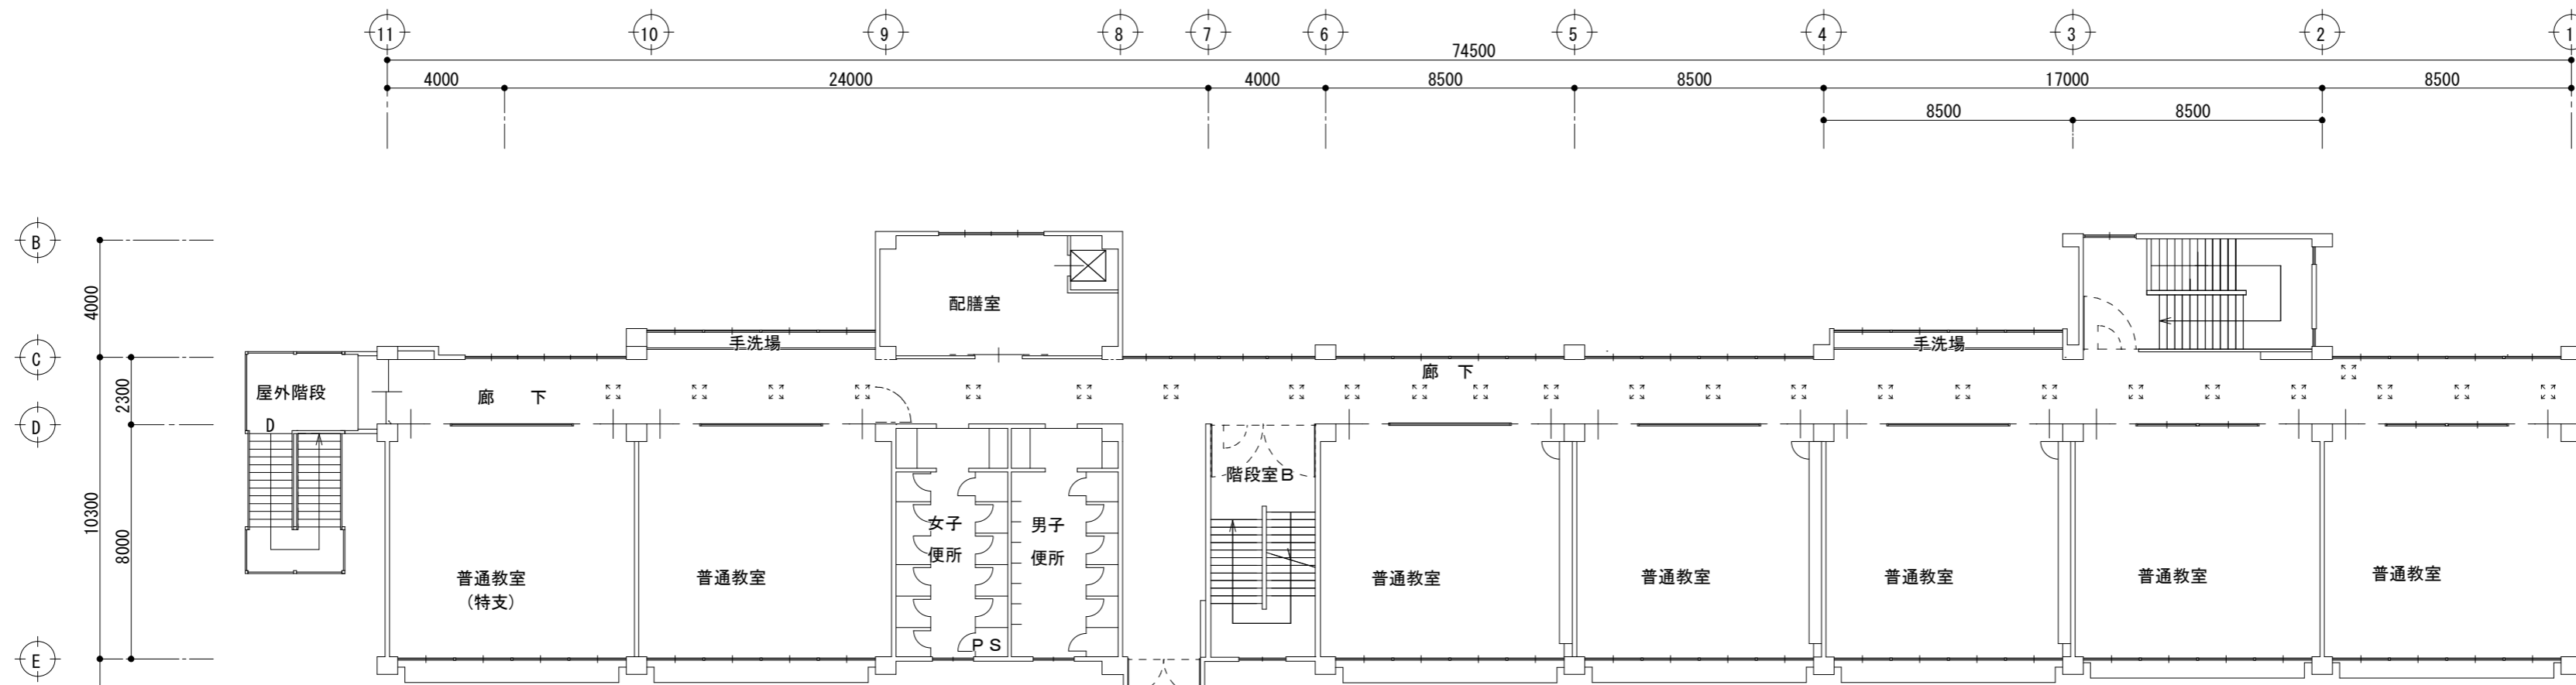 11 10 9 8 7 6 5 4 3 2 1
74500
4000 24000 4000 8500 8500 17000 8500
8500 8500
B
4000
配膳室
手洗場
手洗場
C
屋外階段
廊 下
廊 下
2300
D
D
階段室B
10300
8000
女子
便所
男子
便所
普通教室
(特支)
普通教室
普通教室
普通教室
普通教室
普通教室
普通教室
PS
E